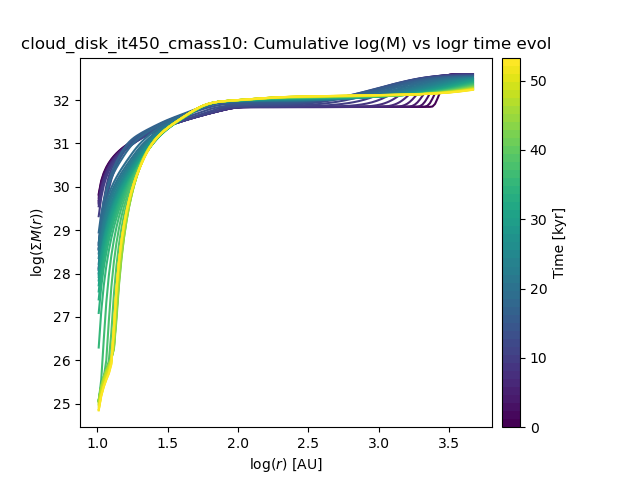 cloud_disk_it450_cmass10: Cumulative log(M) vs logr time evol
32
31
30
29
28
27
26
25
log(ΣM(r))
1.0 1.5 2.0 2.5 3.0 3.5
log(r) [AU]
50
40
30
20
10
0
Time [kyr]